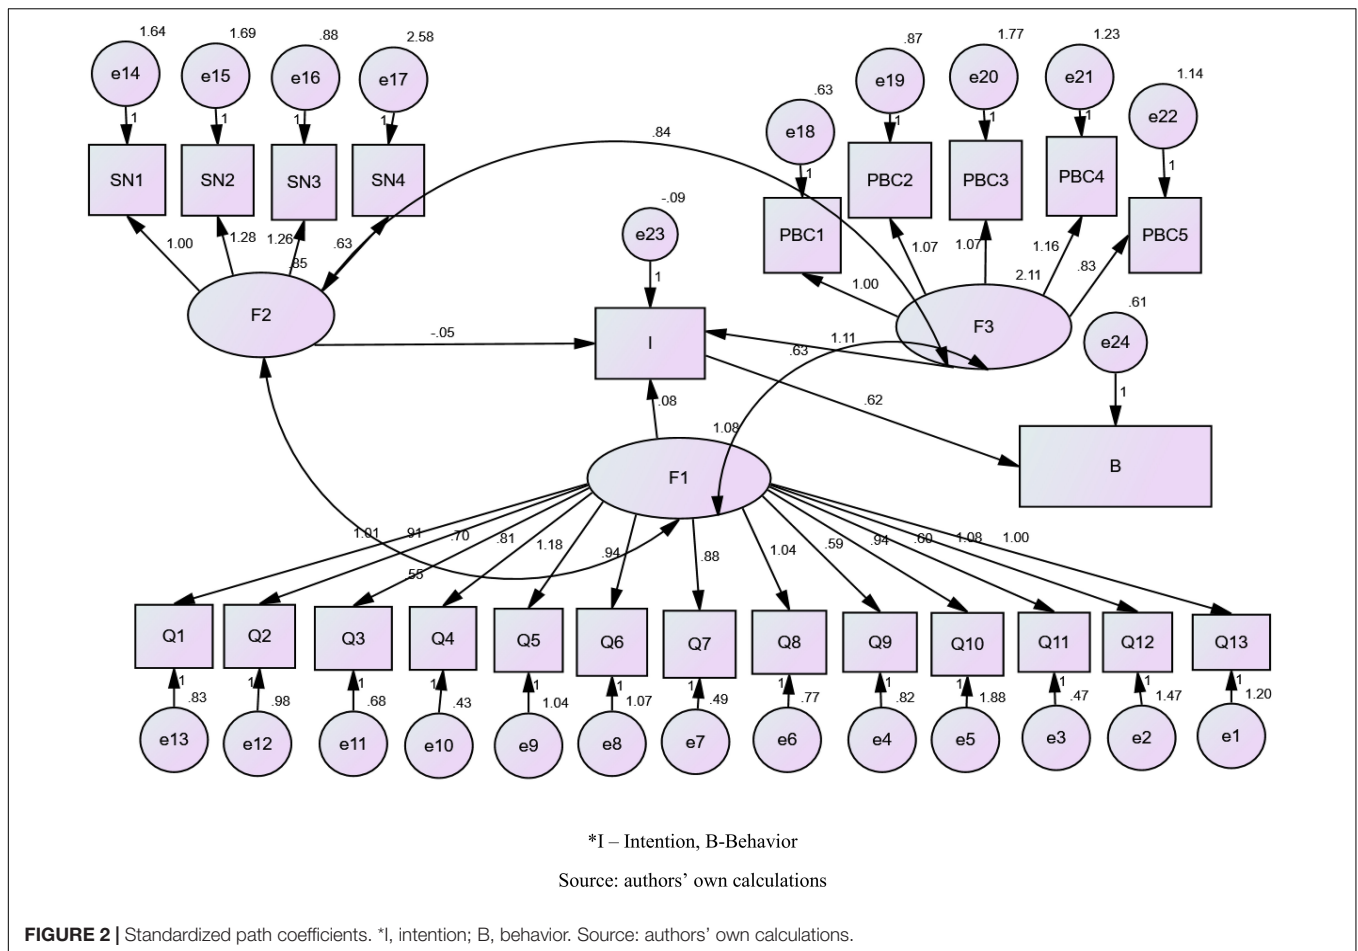 1.64 1.69 .88 2.58 .87 1.77 1.23
e14 e15 e16 e17 e19 e20 e21 1.14
.63
e18 e22
1 1 1 1 1 1 1 1 1
.84
SN1 SN2 SN3 SN4 PBC2 PBC3 PBC4
-.09
e23 PBC1 PBC5
1.00 1.28 1.26 .63 1.07 1.07 1.16 .83
.85 1 1.00 2.11
F2 F3 .61
e24
-.05 I 1.11
.63
1
.08 .62
1.08
F1 B
1.01 .91 .70 .81 1.18 .94 .88 1.04 .59 .94 .60 1.08 1.00
.55
Q1 Q2 Q3 Q4 Q5 Q6 Q7 Q8 Q9 Q10 Q11 Q12 Q13
1 1 1 1 1 1 1 1 1 1 1 1 1
.83 .98 .68 .43 1.04 1.07 .49 .77 .82 1.88 .47 1.47 1.20
e13 e12 e11 e10 e9 e8 e7 e6 e4 e5 e3 e2 e1
*I – Intention, B-Behavior
Source: authors’ own calculations
FIGURE 2 | Standardized path coefficients. *I, intention; B, behavior. Source: authors’ own calculations.